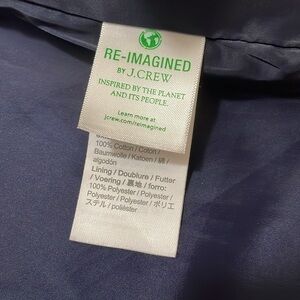 RE-IMAGINED
BY J.CREW
INSPIRED BY THE PLANET
AND ITS PEOPLE.
Learn more at
jcrew.com/reimagined
100% Cotton / Coton /
Baumwolle / Katoen / 綿 /
algodón
Lining / Doublure / Futter
/ Voering / 裏地 / forro:
100% Polyester / Polyester /
Polyester / Polyester / ポリエ
ステル / poliéster